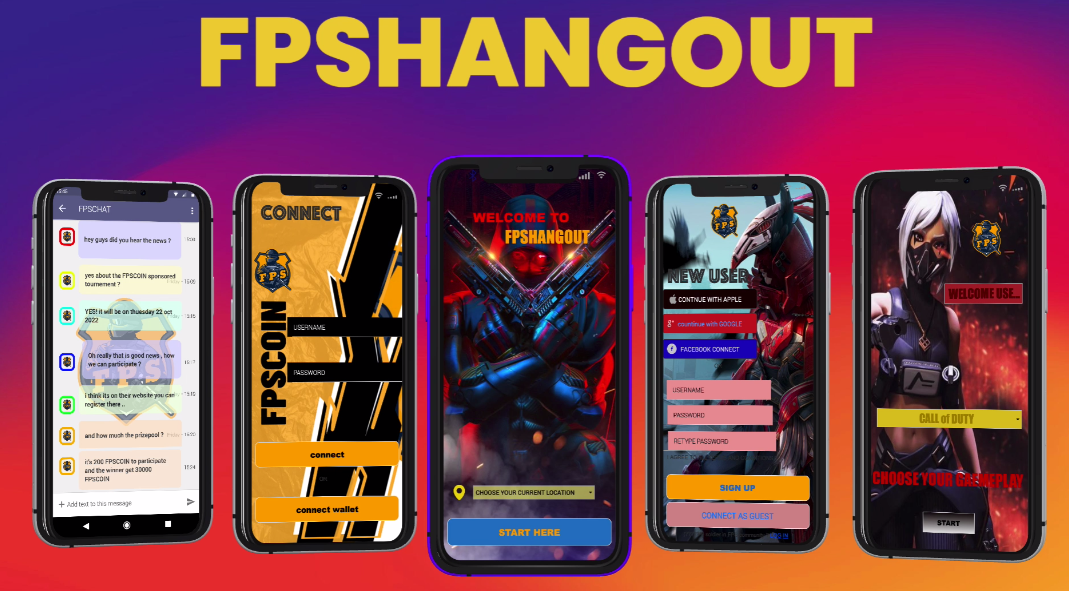 FPSHANGOUT
FPSCHAT
hey guys did you hear the news ?
yes about the FPSCOIN sponsored
tournement ?
YES! it will be on thuesday 22 oct
2022
Oh really that is good news , how
we can participate ?
i think its on their website you can
register there ..
and how much the prizepool ?
it's 200 FPSCOIN to participate
and the winner get 30000
FPSCOIN
Add text to this message
CONNECT
FPS
FPSCOIN
USERNAME
PASSWORD
connect
connect wallet
WELCOME TO
FPSHANGOUT
CHOOSE YOUR CURRENT LOCATION
START HERE
FPS
NEW USER
CONTINUE WITH APPLE
countinue with GOOGLE
FACEBOOK CONNECT
USERNAME
PASSWORD
RETYPE PASSWORD
SIGN UP
CONNECT AS GUEST
FPS
WELCOME USE...
CALL of DUTY
CHOOSE YOUR GAMEPLAY
START